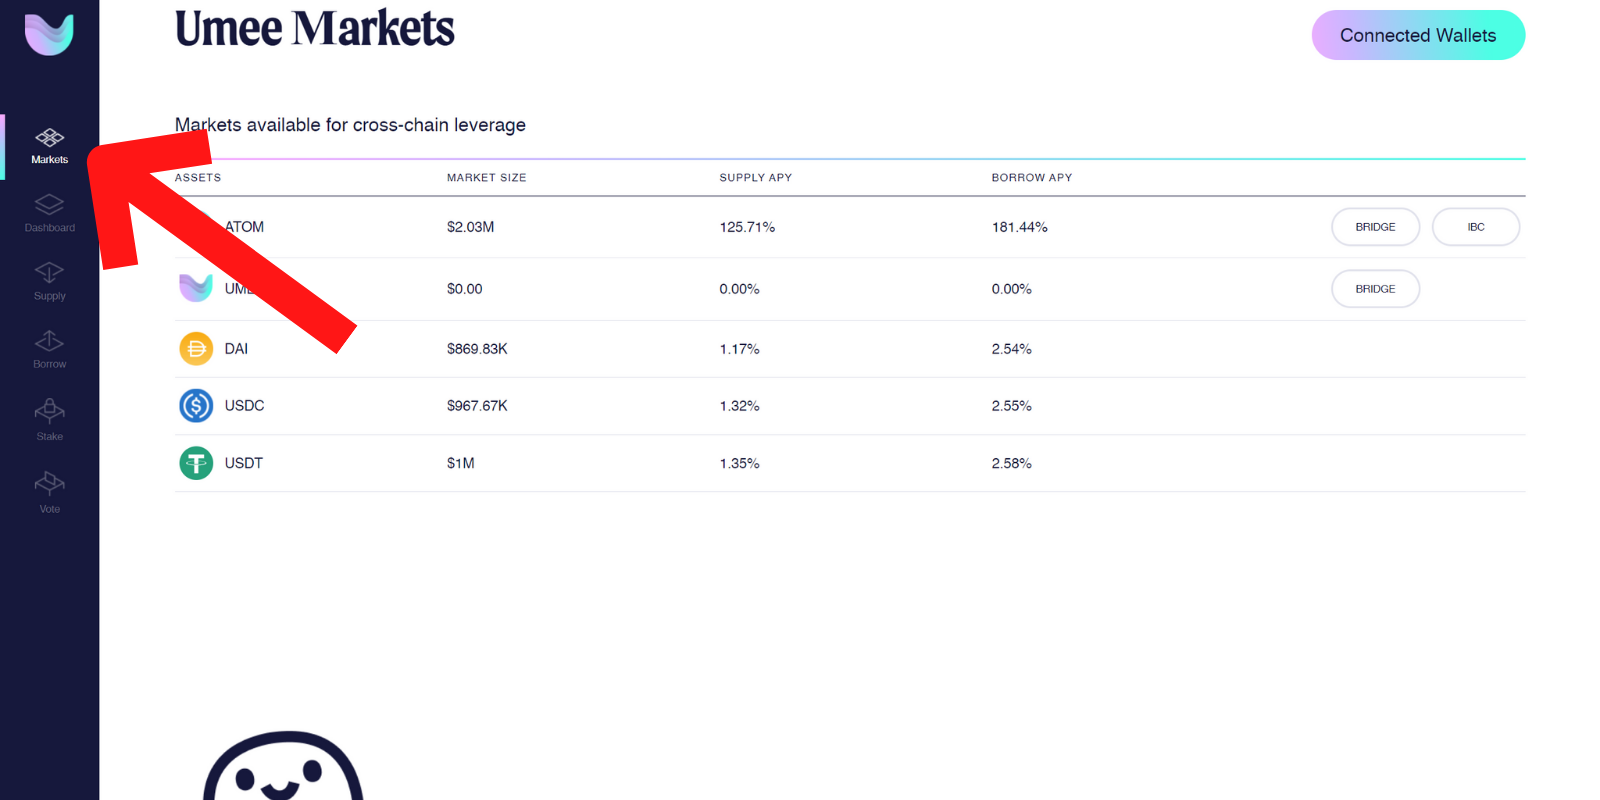 Umee Markets
Connected Wallets
Markets
Dashboard
Supply
Borrow
Stake
Vote
Markets available for cross-chain leverage
ASSETS MARKET SIZE SUPPLY APY BORROW APY
ATOM $2.03M 125.71% 181.44% BRIDGE IBC
$0.00 0.00% 0.00% BRIDGE
DAI $869.83K 1.17% 2.54%
USDC $967.67K 1.32% 2.55%
USDT $1M 1.35% 2.58%